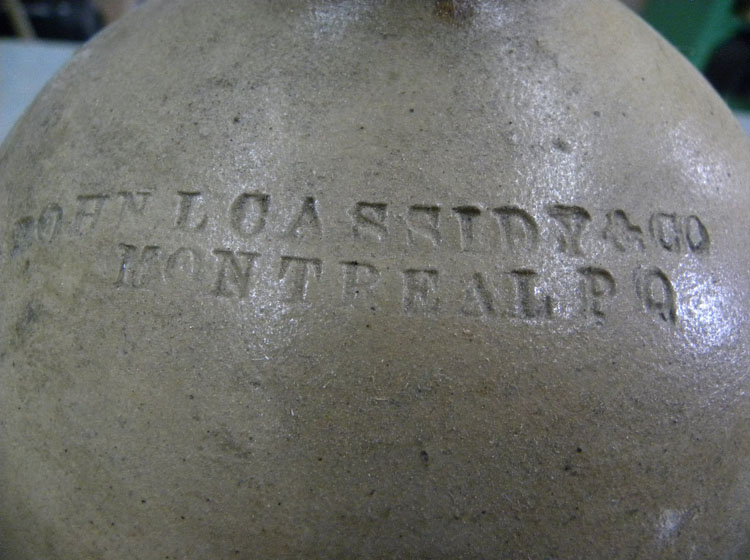 JOHN L CASSIDY & CO
MONTREAL P Q